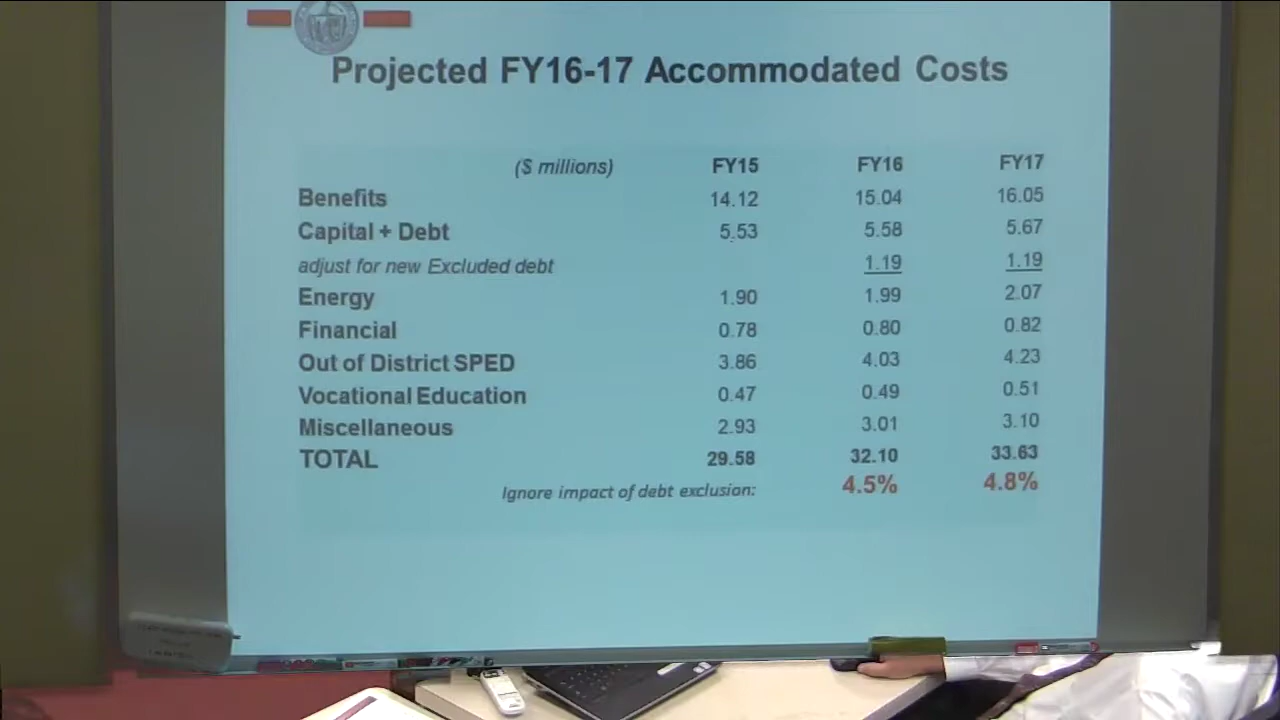 Projected FY16-17 Accommodated Costs
($ millions) FY15 FY16 FY17
Benefits 14.12 15.04 16.05
Capital + Debt 5.53 5.58 5.67
adjust for new Excluded debt 1.19 1.19
Energy 1.90 1.99 2.07
Financial 0.78 0.80 0.82
Out of District SPED 3.86 4.03 4.23
Vocational Education 0.47 0.49 0.51
Miscellaneous 2.93 3.01 3.10
TOTAL 29.58 32.10 33.63
Ignore impact of debt exclusion: 4.5% 4.8%